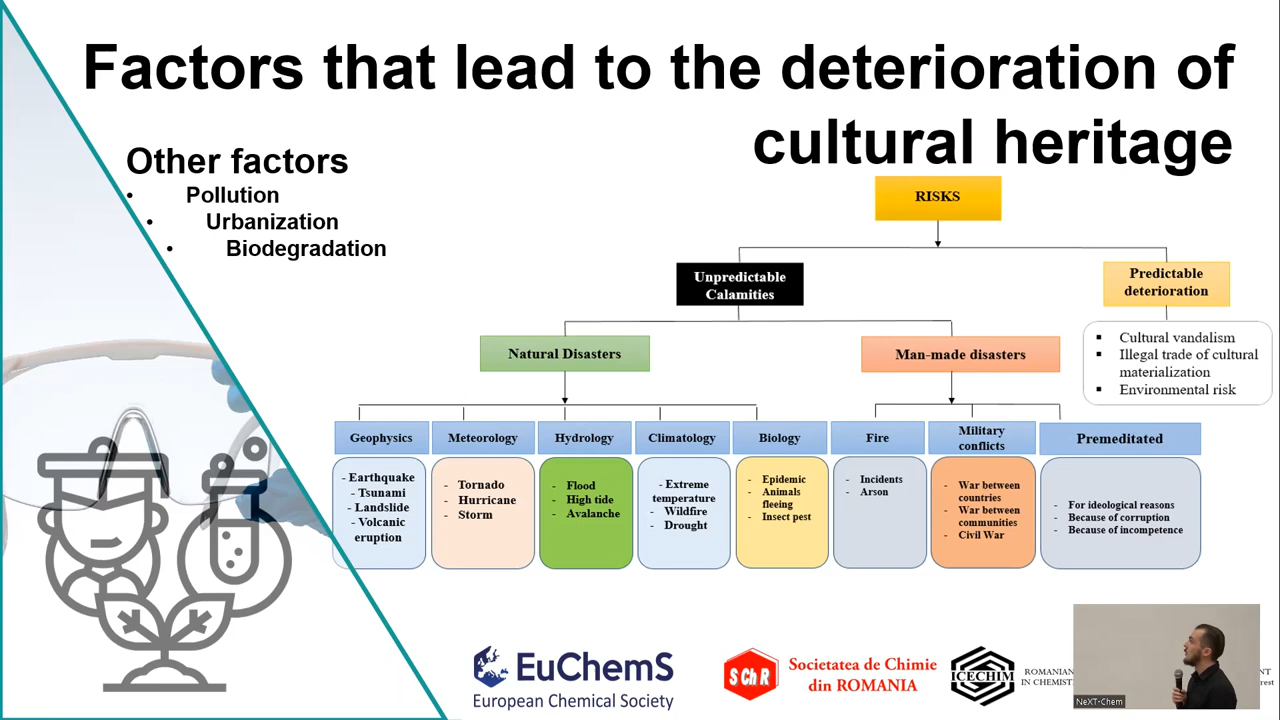 Factors that lead to the deterioration of
cultural heritage
Other factors
• Pollution
• Urbanization
• Biodegradation
RISKS
Unpredictable
Calamities
Predictable
deterioration
▪ Cultural vandalism
▪ Illegal trade of cultural
materialization
▪ Environmental risk
Natural Disasters
Man-made disasters
Geophysics
- Earthquake
- Tsunami
- Landslide
- Volcanic
eruption
Meteorology
- Tornado
- Hurricane
- Storm
Hydrology
- Flood
- High tide
- Avalanche
Climatology
- Extreme
temperature
- Wildfire
- Drought
Biology
- Epidemic
- Animals
fleeing
- Insect pest
Fire
- Incidents
- Arson
Military
conflicts
- War between
countries
- War between
communities
- Civil War
Premeditated
- For ideological reasons
- Because of corruption
- Because of incompetence
EuChemS
European Chemical Society
SChR
Societatea de Chimie
din ROMANIA
ICECHIM
ROMANIAN
IN CHEMIST
NT
rest
NeXT-Chem